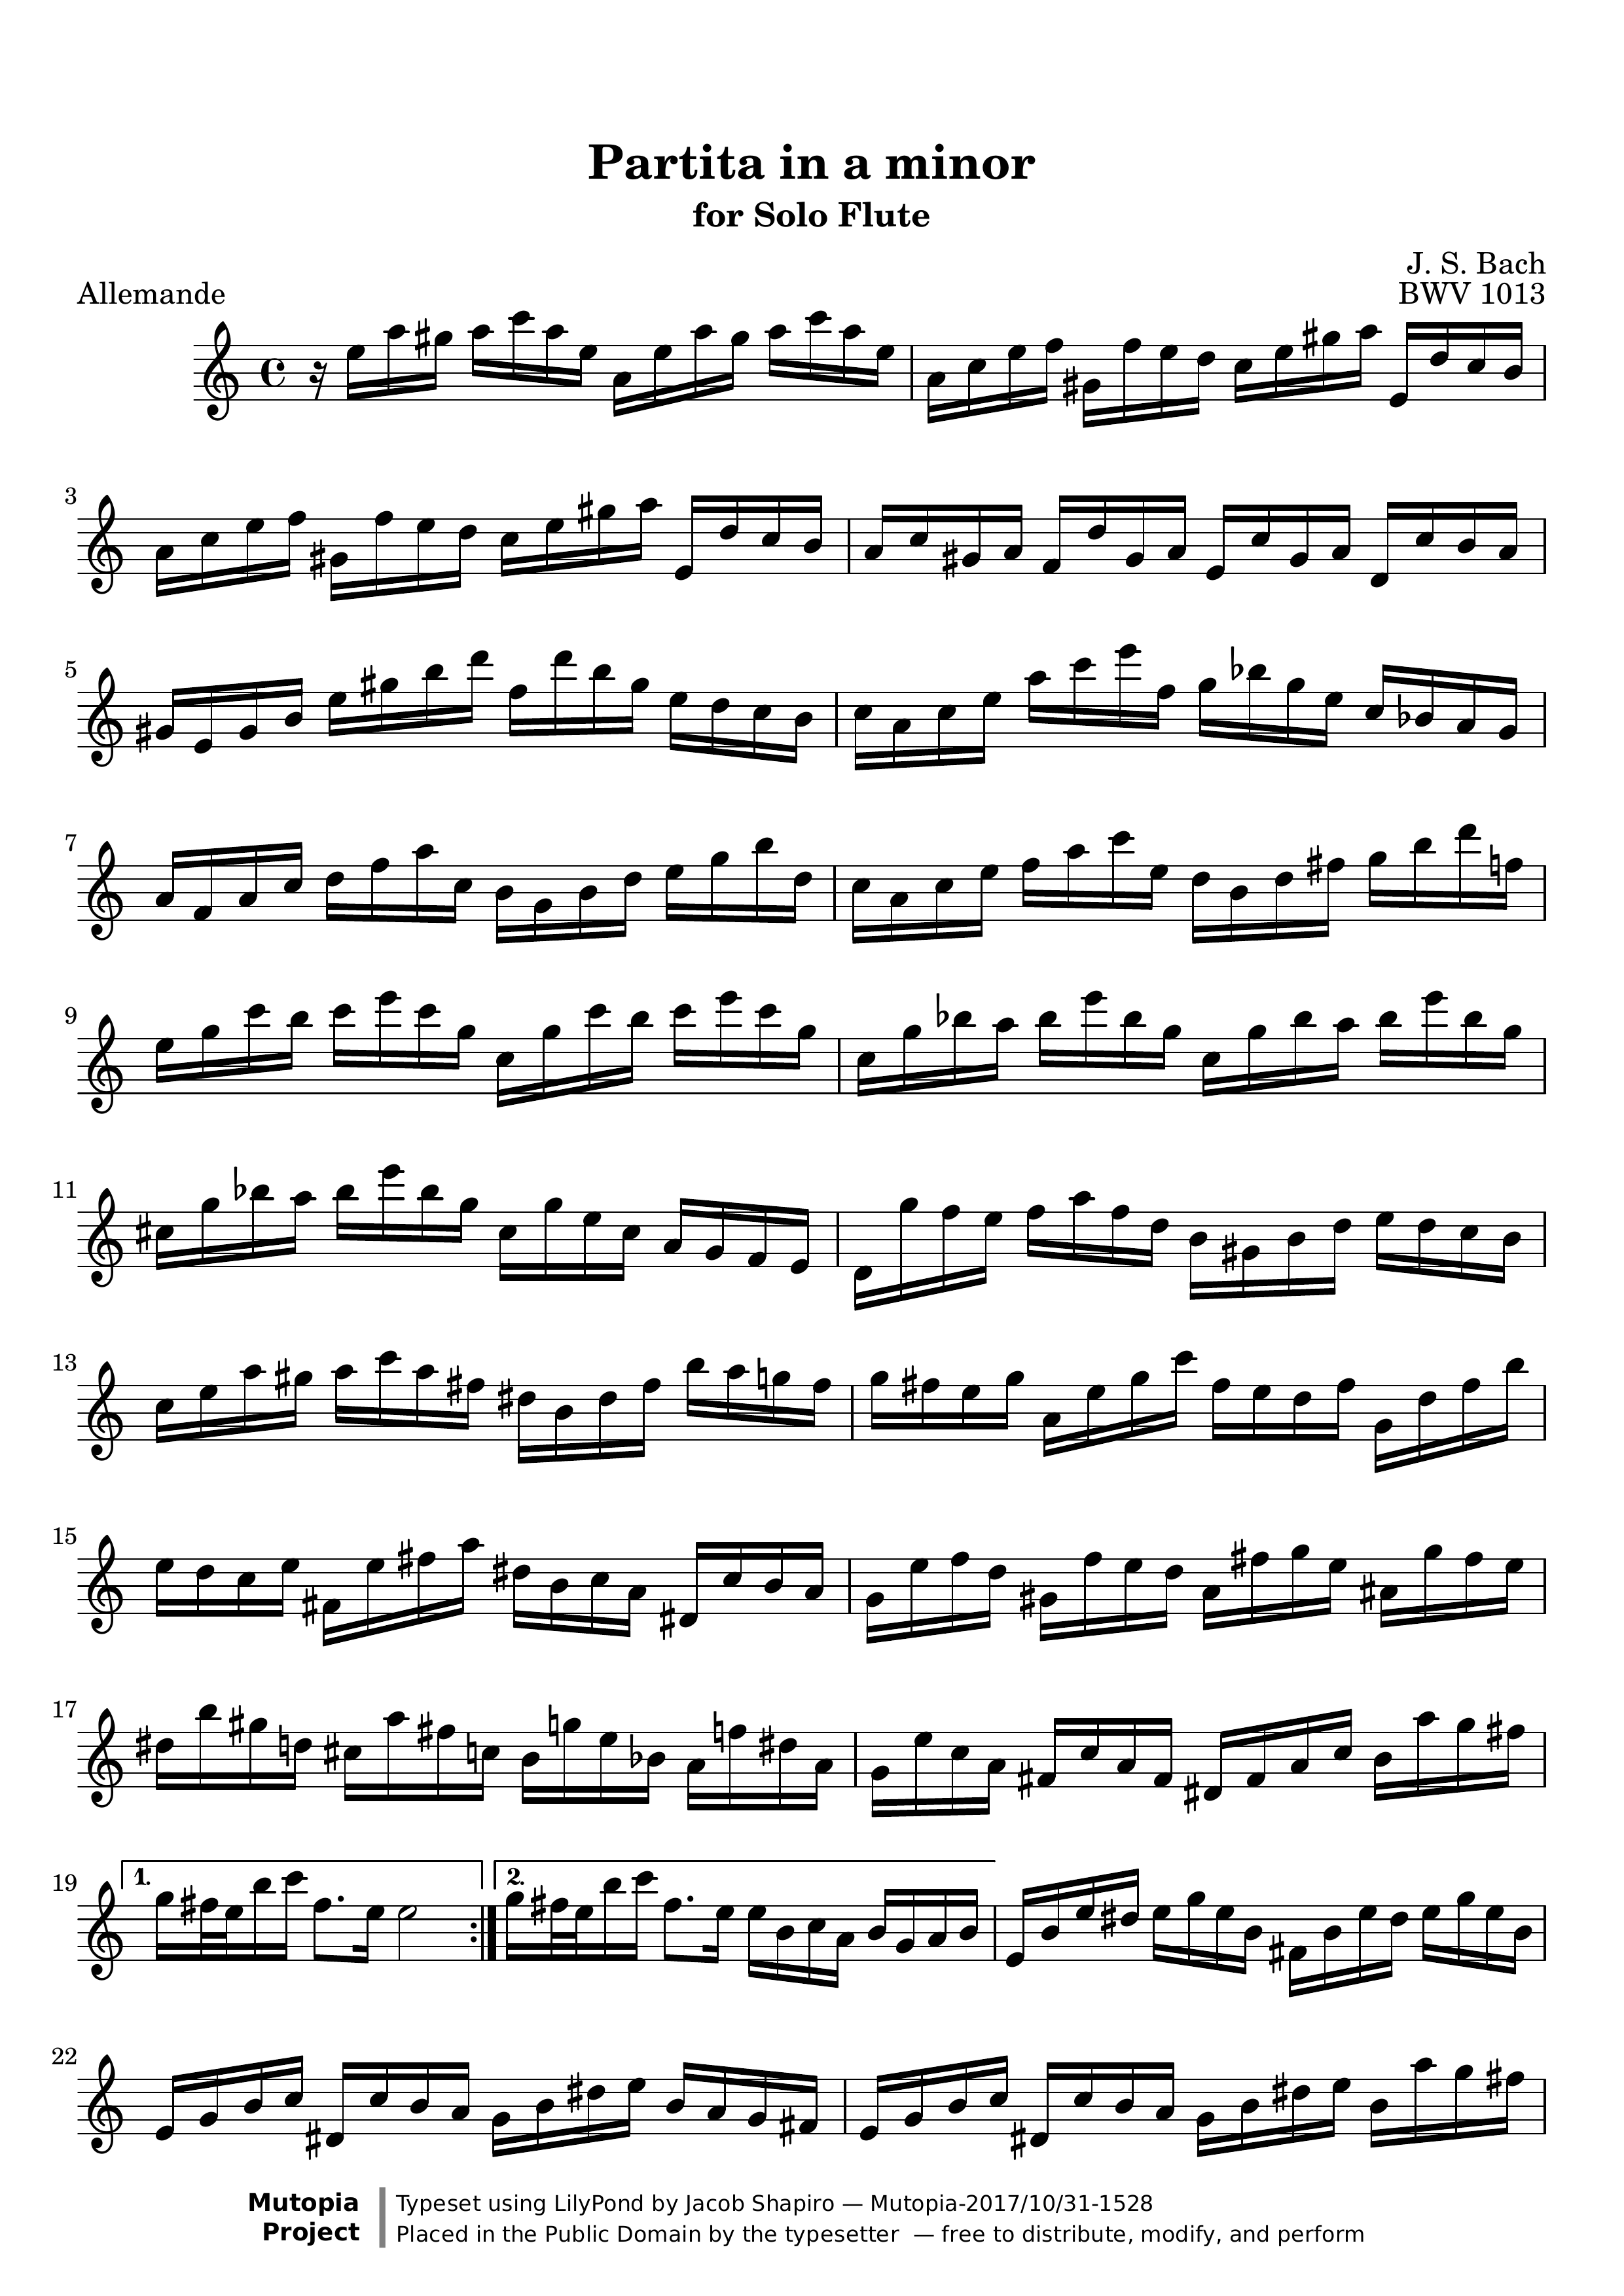 Partita in a minor
for Solo Flute
J. S. Bach
Allemande
BWV 1013
3
5
7
9
11
13
15
17
19
1.
2.
22
Mutopia Project
Typeset using LilyPond by Jacob Shapiro — Mutopia-2017/10/31-1528
Placed in the Public Domain by the typesetter — free to distribute, modify, and perform